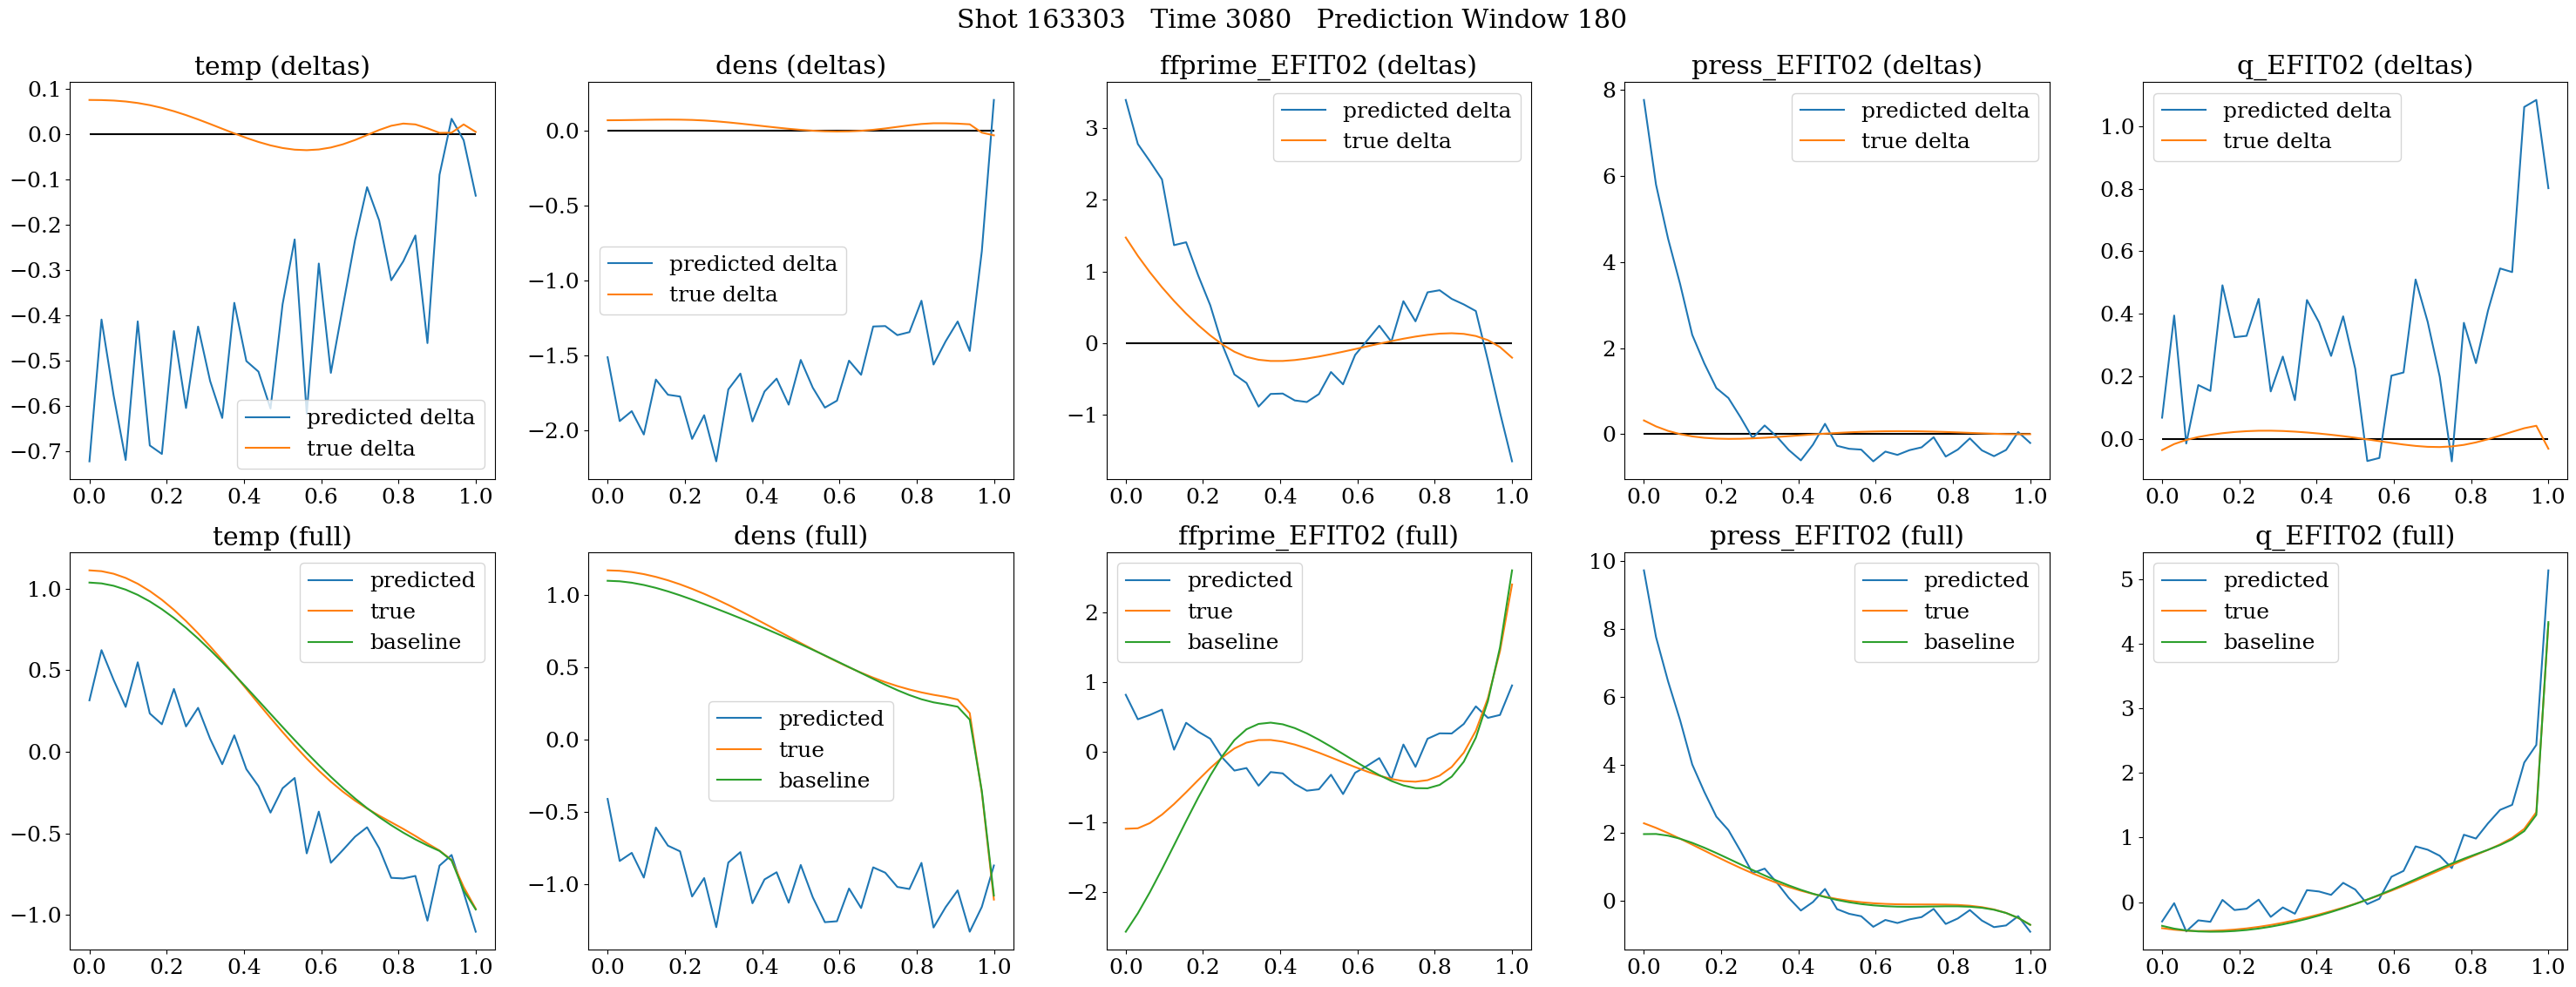 Shot 163303   Time 3080   Prediction Window 180
temp (deltas)
0.1
0.0
−0.1
−0.2
−0.3
−0.4
−0.5
−0.6
−0.7
predicted delta
true delta
0.0 0.2 0.4 0.6 0.8 1.0
dens (deltas)
0.0
−0.5
−1.0
−1.5
−2.0
predicted delta
true delta
0.0 0.2 0.4 0.6 0.8 1.0
ffprime_EFIT02 (deltas)
3
2
1
0
−1
predicted delta
true delta
0.0 0.2 0.4 0.6 0.8 1.0
press_EFIT02 (deltas)
8
6
4
2
0
predicted delta
true delta
0.0 0.2 0.4 0.6 0.8 1.0
q_EFIT02 (deltas)
1.0
0.8
0.6
0.4
0.2
0.0
predicted delta
true delta
0.0 0.2 0.4 0.6 0.8 1.0
temp (full)
1.0
0.5
0.0
−0.5
−1.0
predicted
true
baseline
0.0 0.2 0.4 0.6 0.8 1.0
dens (full)
1.0
0.5
0.0
−0.5
−1.0
predicted
true
baseline
0.0 0.2 0.4 0.6 0.8 1.0
ffprime_EFIT02 (full)
2
1
0
−1
−2
predicted
true
baseline
0.0 0.2 0.4 0.6 0.8 1.0
press_EFIT02 (full)
10
8
6
4
2
0
predicted
true
baseline
0.0 0.2 0.4 0.6 0.8 1.0
q_EFIT02 (full)
5
4
3
2
1
0
predicted
true
baseline
0.0 0.2 0.4 0.6 0.8 1.0